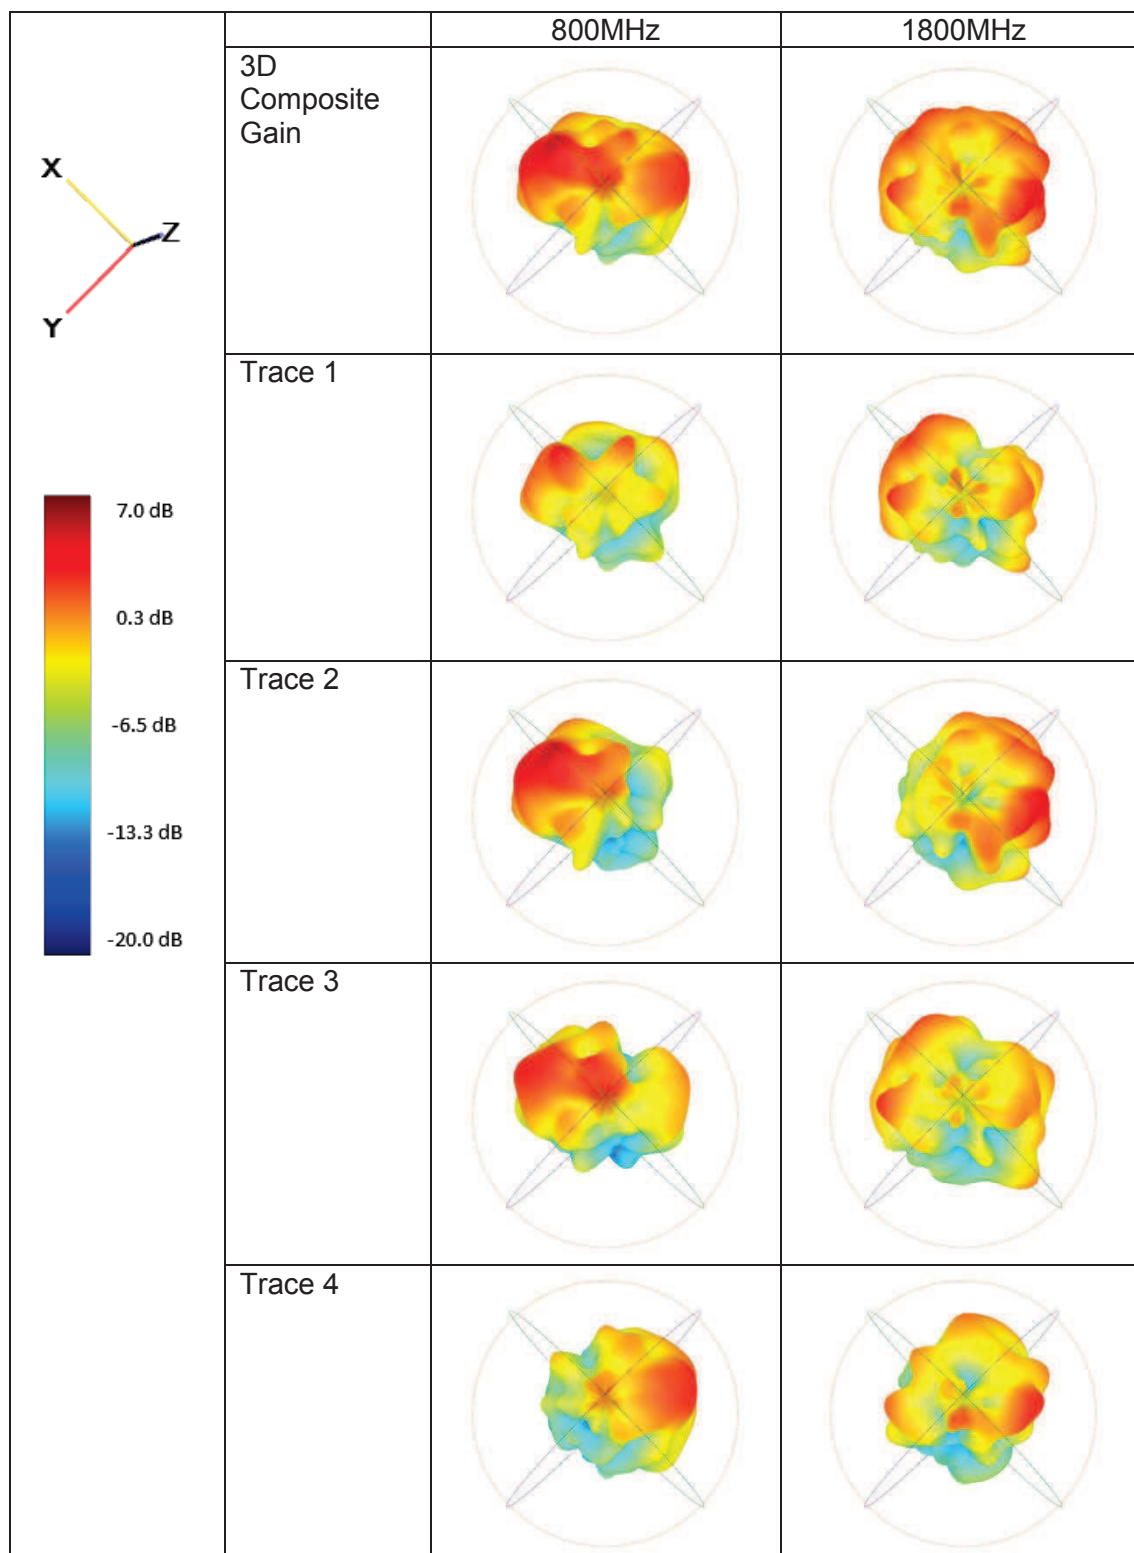 800MHz
1800MHz
3D
Composite
Gain
X
Z
Y
Trace 1
7.0 dB
0.3 dB
-6.5 dB
-13.3 dB
-20.0 dB
Trace 2
Trace 3
Trace 4